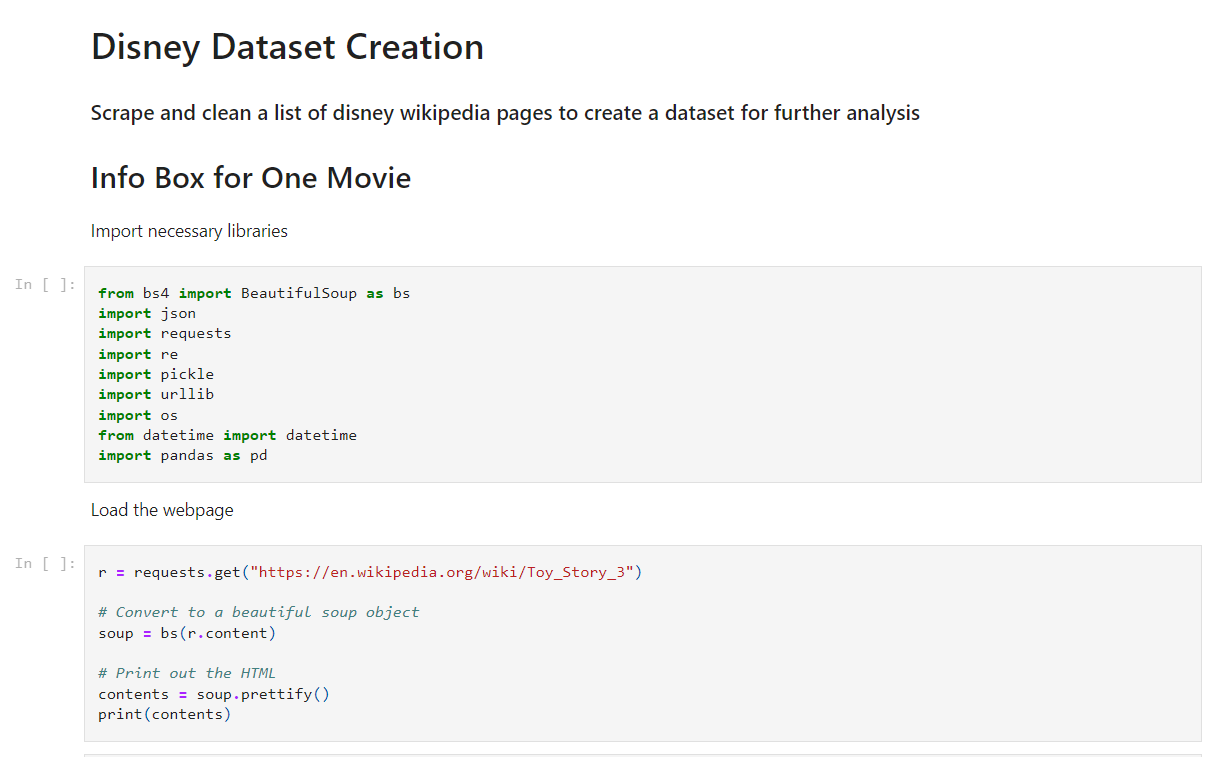 Disney Dataset Creation
Scrape and clean a list of disney wikipedia pages to create a dataset for further analysis
Info Box for One Movie
Import necessary libraries
In [ ]:
from bs4 import BeautifulSoup as bs
import json
import requests
import re
import pickle
import urllib
import os
from datetime import datetime
import pandas as pd
Load the webpage
In [ ]:
r = requests.get("https://en.wikipedia.org/wiki/Toy_Story_3")
# Convert to a beautiful soup object
soup = bs(r.content)
# Print out the HTML
contents = soup.prettify()
print(contents)